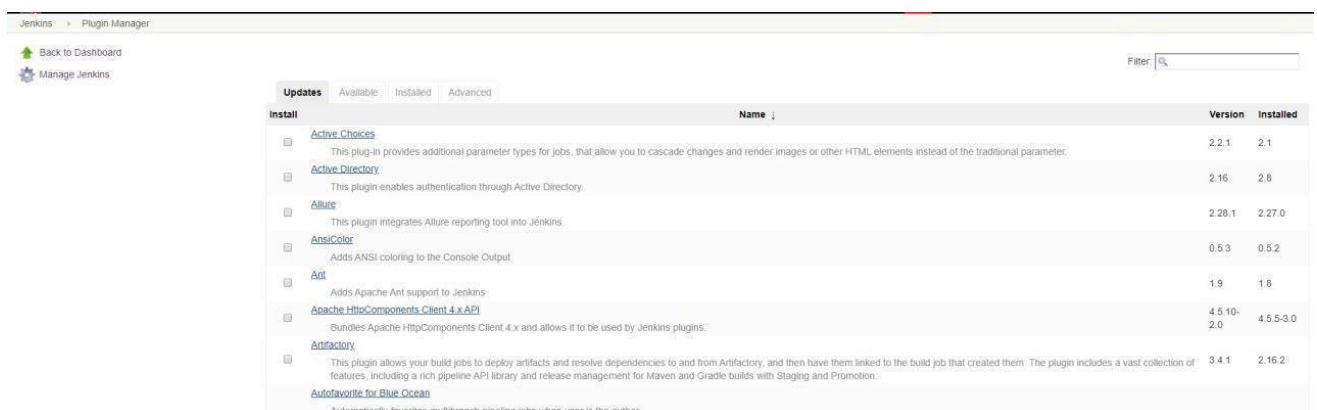 Jenkins › Plugin Manager
Back to Dashboard
Manage Jenkins
Filter:
Updates Available Installed Advanced
Install Name ↓ Version Installed
Active Choices
This plug-in provides additional parameter types for jobs, that allow you to cascade changes and render images or other HTML elements instead of the traditional parameter.
2.2.1 2.1
Active Directory
This plugin enables authentication through Active Directory.
2.16 2.8
Allure
This plugin integrates Allure reporting tool into Jenkins.
2.28.1 2.27.0
AnsiColor
Adds ANSI coloring to the Console Output
0.5.3 0.5.2
Ant
Adds Apache Ant support to Jenkins
1.9 1.8
Apache HttpComponents Client 4.x API
Bundles Apache HttpComponents Client 4.x and allows it to be used by Jenkins plugins.
4.5.10-
2.0
4.5.5-3.0
Artifactory
This plugin allows your build jobs to deploy artifacts and resolve dependencies to and from Artifactory, and then have them linked to the build job that created them. The plugin includes a vast collection of
features, including a rich pipeline API library and release management for Maven and Gradle builds with Staging and Promotion.
3.4.1 2.16.2
Autofavorite for Blue Ocean